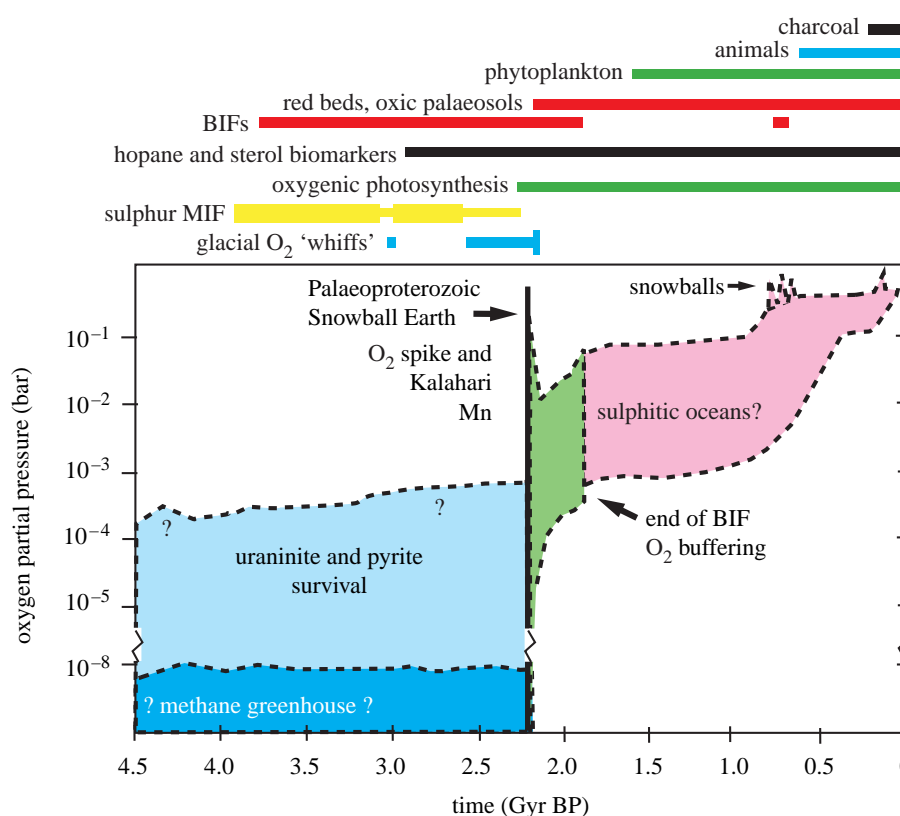 charcoal
animals
phytoplankton
red beds, oxic palaeosols
BIFs
hopane and sterol biomarkers
oxygenic photosynthesis
sulphur MIF
glacial O₂ ‘whiffs’
Palaeoproterozoic
Snowball Earth
O₂ spike and
Kalahari
Mn
snowballs
sulphitic oceans?
end of BIF
O₂ buffering
?
?
uraninite and pyrite
survival
? methane greenhouse ?
oxygen partial pressure (bar)
10⁻¹
10⁻²
10⁻³
10⁻⁴
10⁻⁵
10⁻⁸
4.5 4.0 3.5 3.0 2.5 2.0 1.5 1.0 0.5
time (Gyr BP)